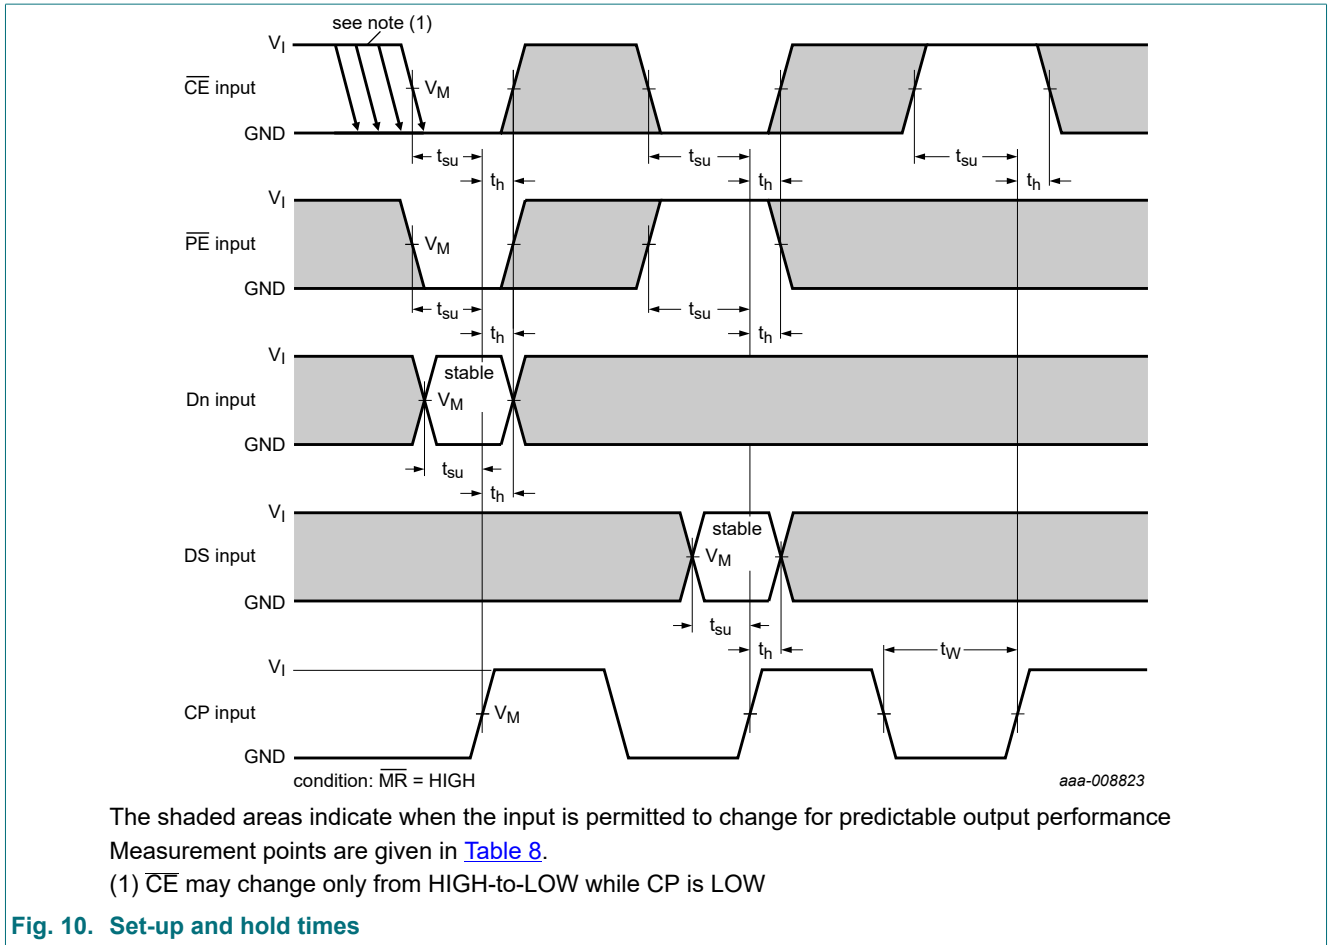 see note (1)
VI
CE input
VM
GND
tsu
tsu
tsu
th
th
th
VI
PE input
VM
GND
tsu
tsu
th
th
VI
stable
Dn input
VM
GND
tsu
th
VI
stable
DS input
VM
GND
tsu
th
tW
VI
CP input
VM
GND
condition: MR = HIGH
aaa-008823
The shaded areas indicate when the input is permitted to change for predictable output performance
Measurement points are given in Table 8.
(1) CE may change only from HIGH-to-LOW while CP is LOW
Fig. 10. Set-up and hold times